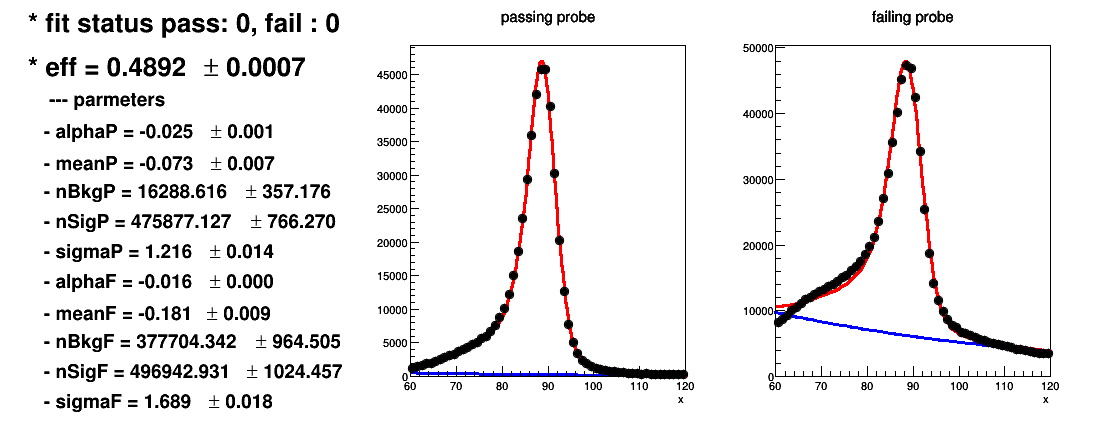 * fit status pass: 0, fail : 0
* eff = 0.4892 ± 0.0007
--- parmeters
- alphaP = -0.025 ± 0.001
- meanP = -0.073 ± 0.007
- nBkgP = 16288.616 ± 357.176
- nSigP = 475877.127 ± 766.270
- sigmaP = 1.216 ± 0.014
- alphaF = -0.016 ± 0.000
- meanF = -0.181 ± 0.009
- nBkgF = 377704.342 ± 964.505
- nSigF = 496942.931 ± 1024.457
- sigmaF = 1.689 ± 0.018
passing probe
45000
40000
35000
30000
25000
20000
15000
10000
5000
0
60 70 80 90 100 110 120
x
failing probe
50000
40000
30000
20000
10000
0
60 70 80 90 100 110 120
x